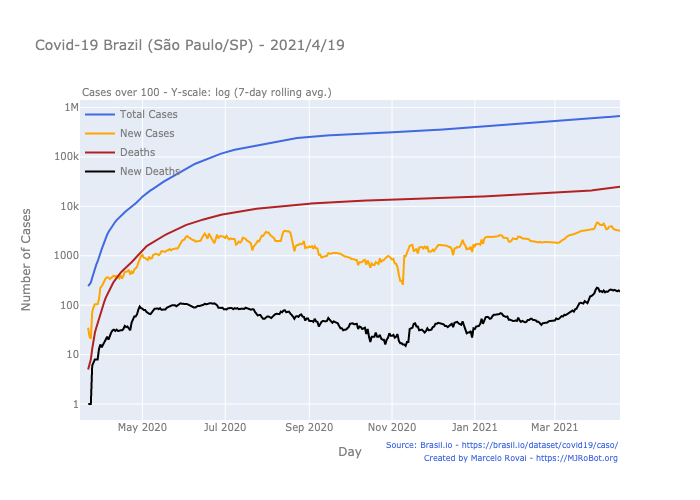 Covid-19 Brazil (São Paulo/SP) - 2021/4/19
Cases over 100 - Y-scale: log (7-day rolling avg.)
Total Cases
New Cases
Deaths
New Deaths
1M
100k
10k
1000
100
10
1
Number of Cases
May 2020
Jul 2020
Sep 2020
Nov 2020
Jan 2021
Mar 2021
Day
Source: Brasil.io - https://brasil.io/dataset/covid19/caso/
Created by Marcelo Rovai - https://MJRoBot.org